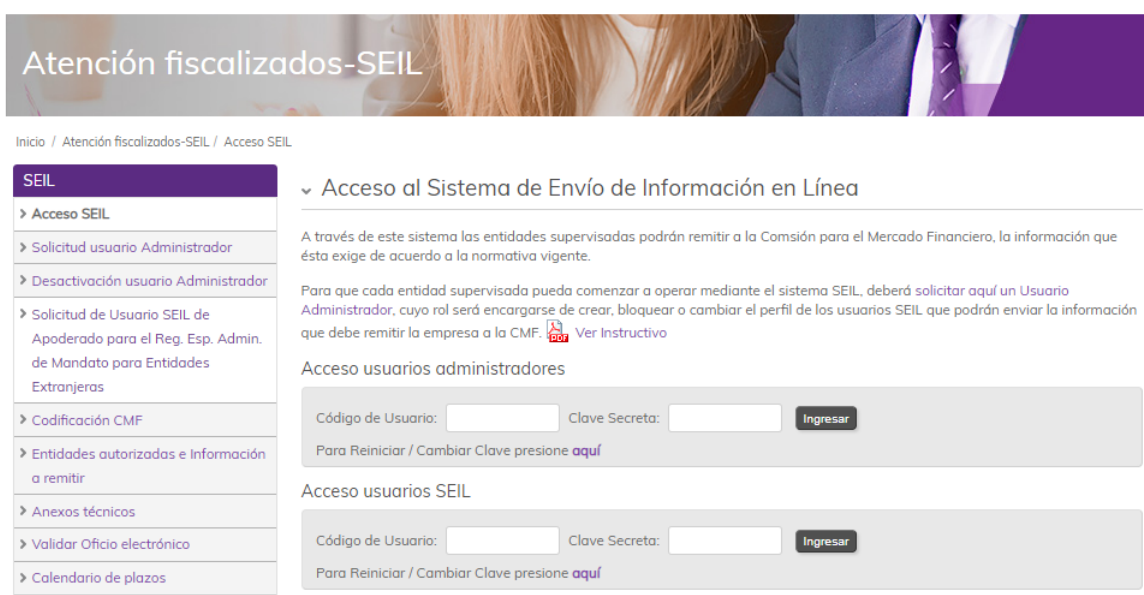 Atención fiscalizados-SEIL
Inicio / Atención fiscalizados-SEIL / Acceso SEIL
SEIL
Acceso SEIL
Solicitud usuario Administrador
Desactivación usuario Administrador
Solicitud de Usuario SEIL de
Apoderado para el Reg. Esp. Admin.
de Mandato para Entidades
Extranjeras
Codificación CMF
Entidades autorizadas e Información
a remitir
Anexos técnicos
Validar Oficio electrónico
Calendario de plazos
Acceso al Sistema de Envío de Información en Línea
A través de este sistema las entidades supervisadas podrán remitir a la Comsión para el Mercado Financiero, la información que
ésta exige de acuerdo a la normativa vigente.
Para que cada entidad supervisada pueda comenzar a operar mediante el sistema SEIL, deberá solicitar aquí un Usuario
Administrador, cuyo rol será encargarse de crear, bloquear o cambiar el perfil de los usuarios SEIL que podrán enviar la información
que debe remitir la empresa a la CMF. PDF Ver Instructivo
Acceso usuarios administradores
Código de Usuario: Clave Secreta: Ingresar
Para Reiniciar / Cambiar Clave presione aquí
Acceso usuarios SEIL
Código de Usuario: Clave Secreta: Ingresar
Para Reiniciar / Cambiar Clave presione aquí